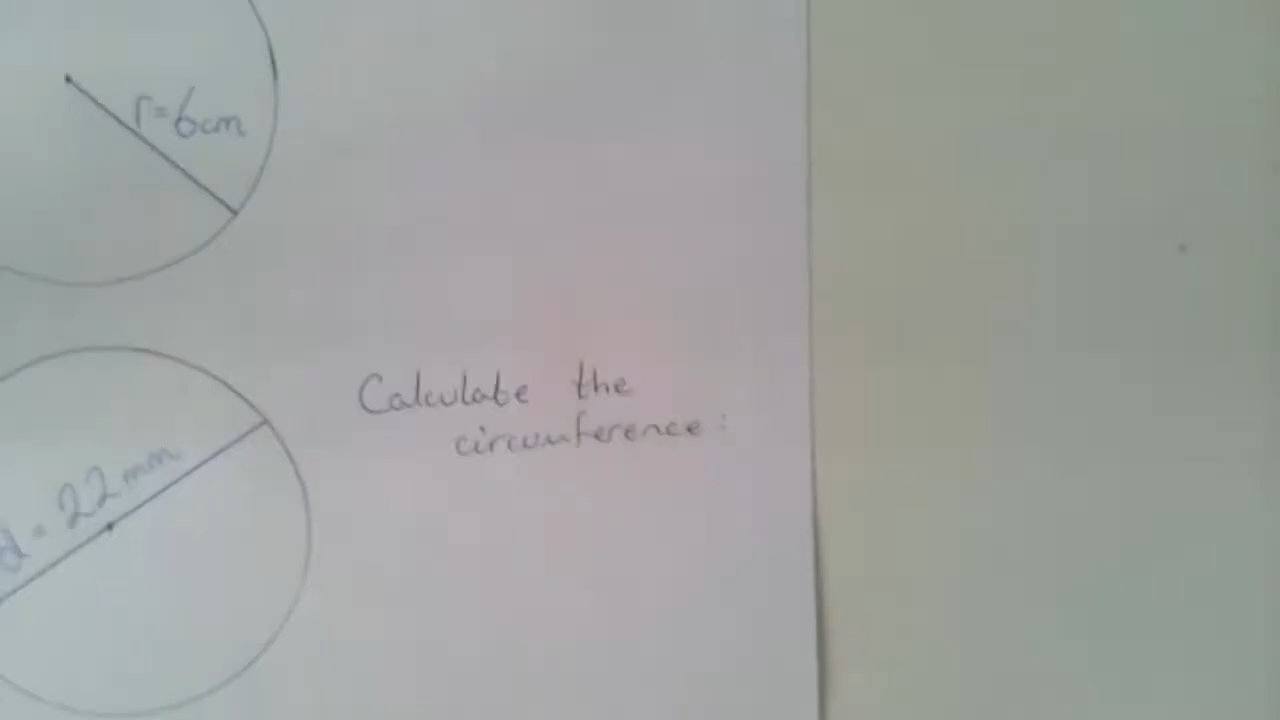 r=6cm
Calculate the
circumference:
d = 22mm